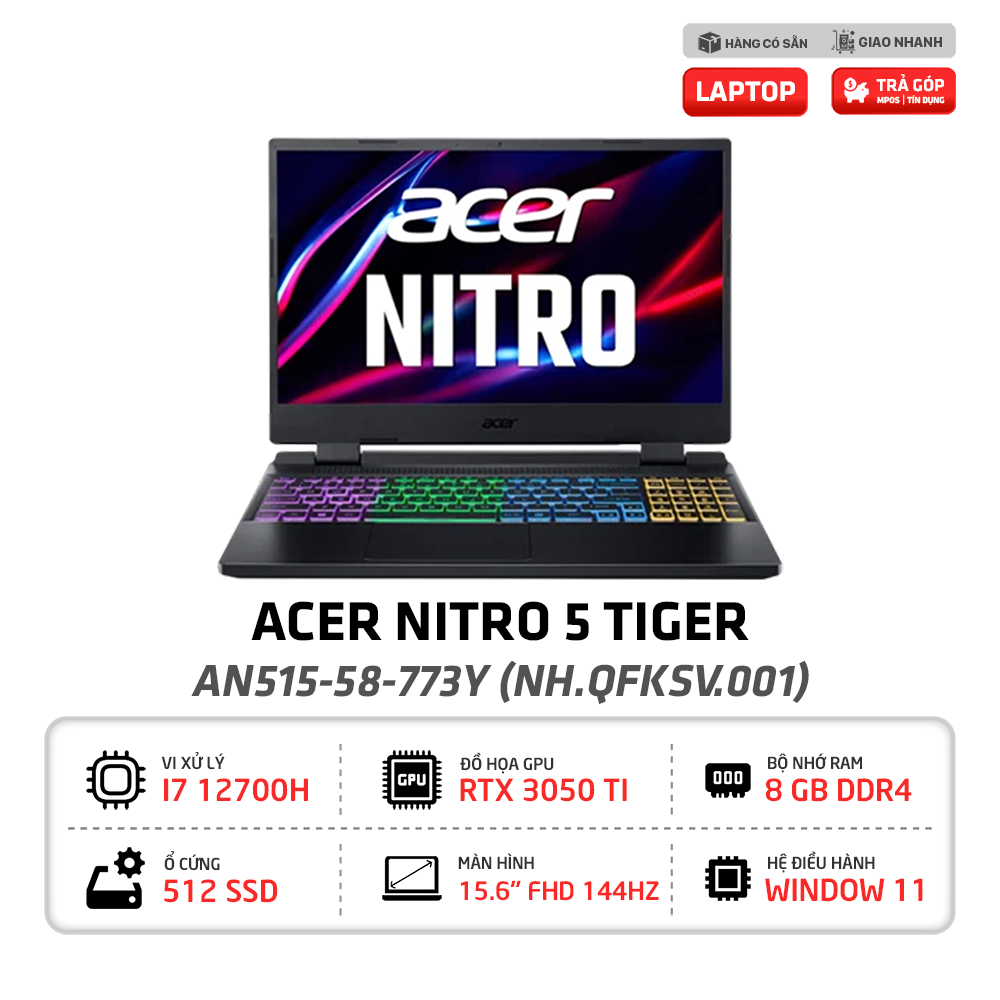 HÀNG CÓ SẴN
GIAO NHANH
LAPTOP
TRẢ GÓP
MPOS | TÍN DỤNG
acer
NITRO
acer
ACER NITRO 5 TIGER
AN515-58-773Y (NH.QFKSV.001)
VI XỬ LÝ
I7 12700H
GPU
ĐỒ HỌA GPU
RTX 3050 TI
BỘ NHỚ RAM
8 GB DDR4
Ổ CỨNG
512 SSD
MÀN HÌNH
15.6” FHD 144HZ
HỆ ĐIỀU HÀNH
WINDOW 11